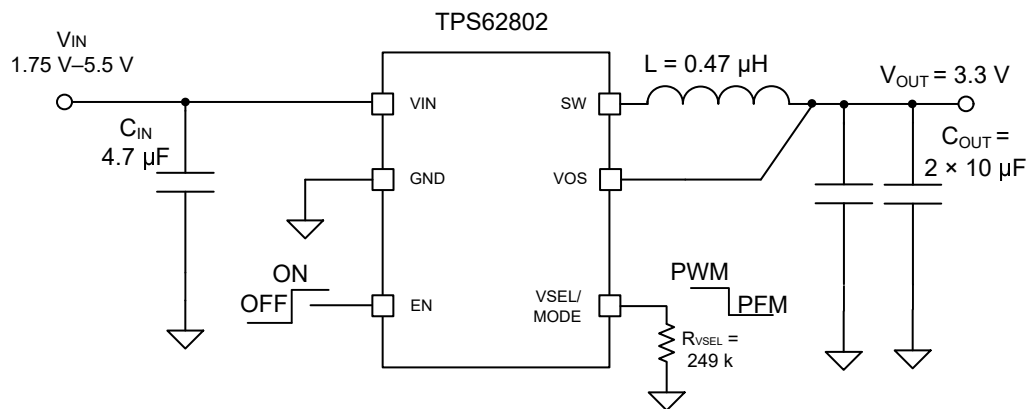 TPS62802
VIN
1.75 V–5.5 V
L = 0.47 µH
VOUT = 3.3 V
VIN
SW
CIN
4.7 µF
COUT =
2 × 10 µF
GND
VOS
ON
OFF
EN
VSEL/
MODE
PWM
PFM
RVSEL =
249 k